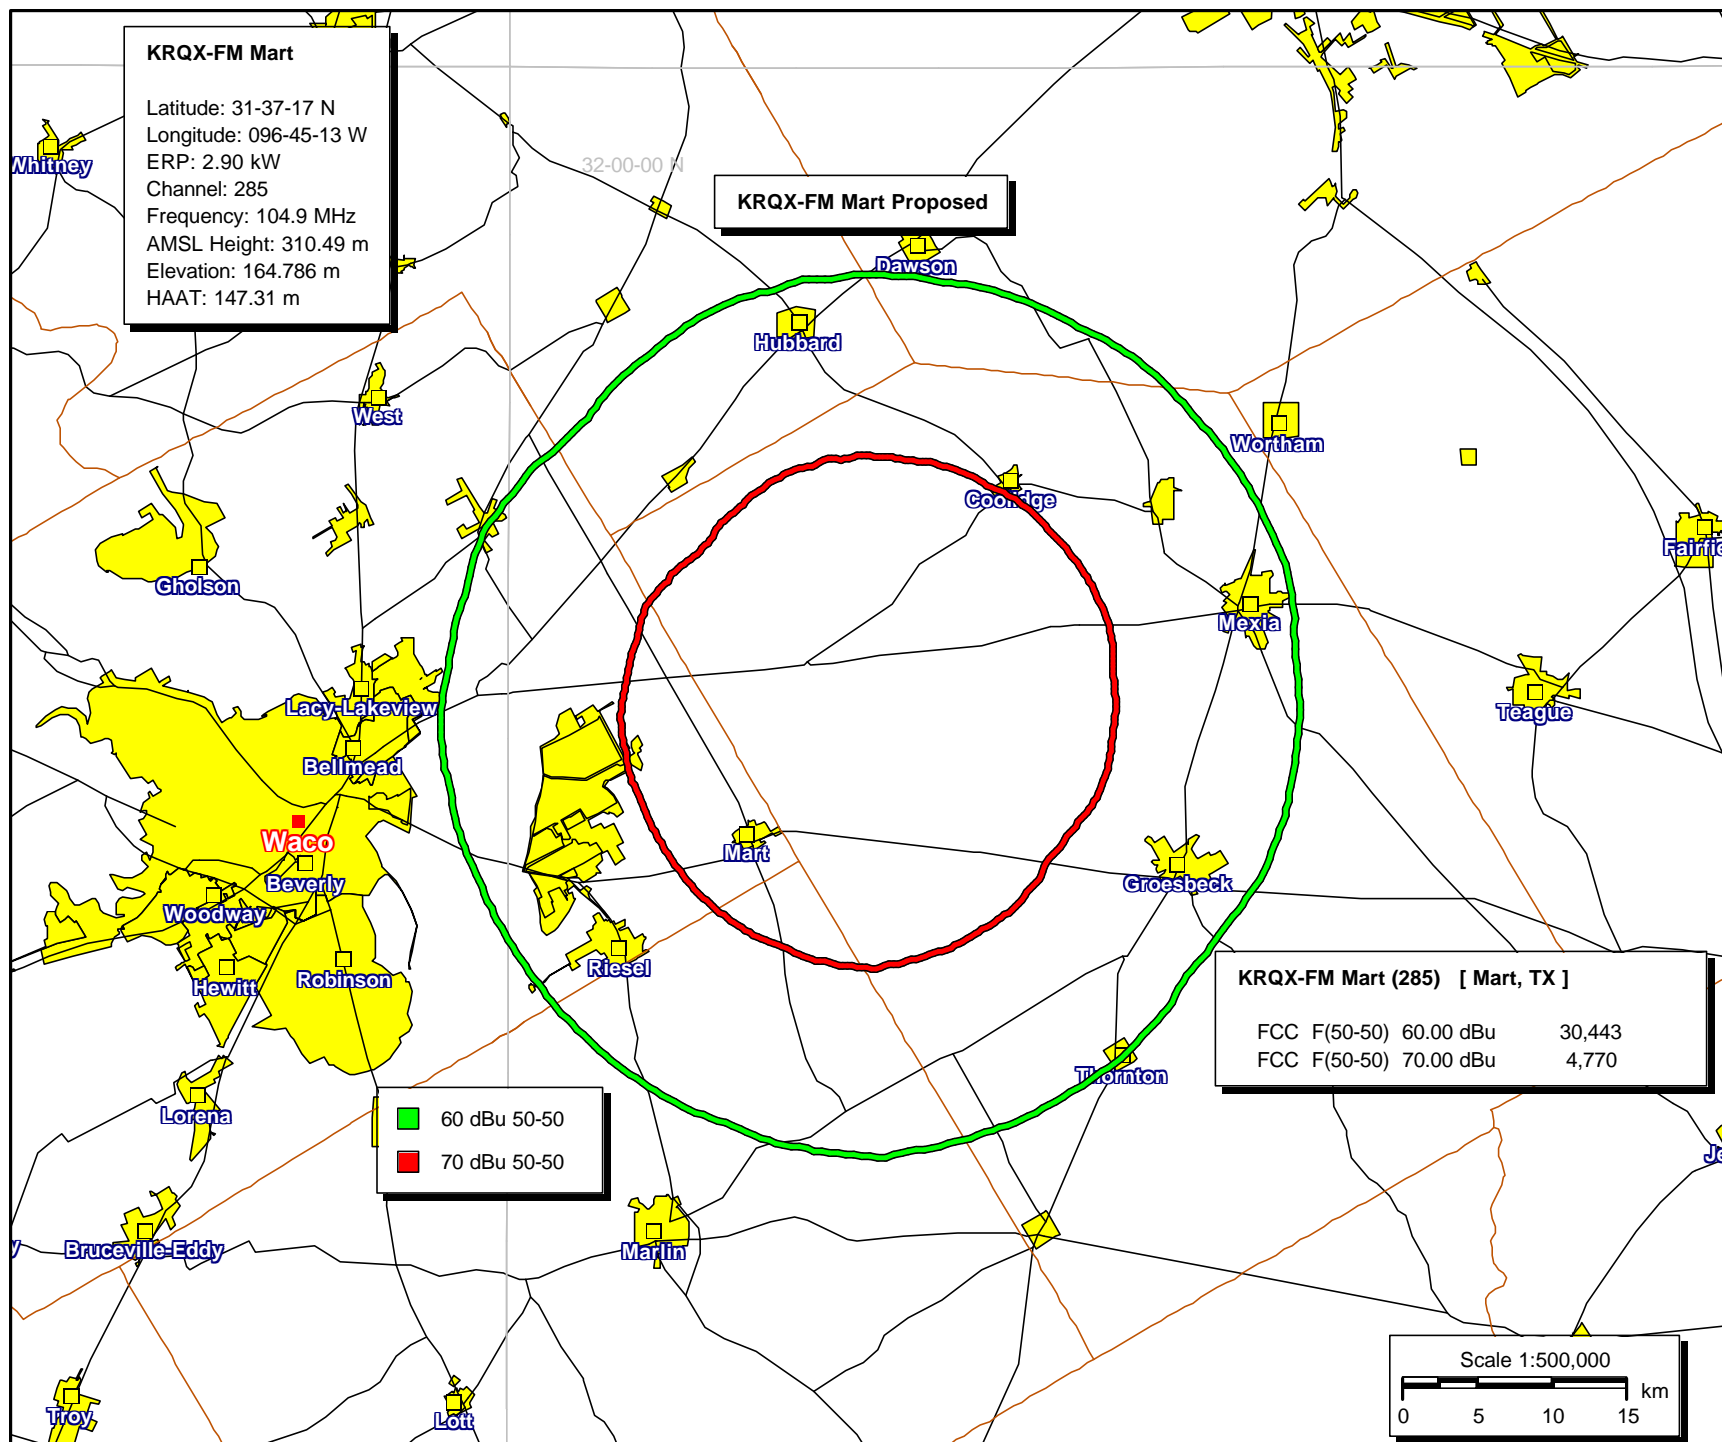 KRQX-FM Mart
Latitude: 31-37-17 N
Longitude: 096-45-13 W
ERP: 2.90 kW
Channel: 285
Frequency: 104.9 MHz
AMSL Height: 310.49 m
Elevation: 164.786 m
HAAT: 147.31 m
Whitney
32-00-00 N
KRQX-FM Mart Proposed
Dawson
Hubbard
West
Wortham
Coolidge
Fairfie
Gholson
Mexia
Lacy-Lakeview
Teague
Bellmead
Waco
Mart
Beverly
Groesbeck
Woodway
Riesel
Robinson
Hewitt
KRQX-FM Mart (285) [ Mart, TX ]
FCC F(50-50) 60.00 dBu 30,443
FCC F(50-50) 70.00 dBu 4,770
Thornton
Lorena
60 dBu 50-50
70 dBu 50-50
Je
y
Bruceville-Eddy
Marlin
Scale 1:500,000
km
0 5 10 15
Troy
Lott